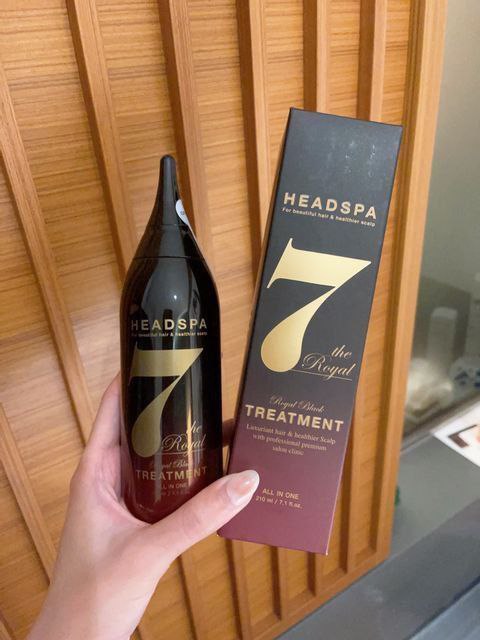 HEADSPA
For beautiful hair & healthier scalp
7
the
Royal
Royal Black
TREATMENT
ALL IN ONE
HEADSPA
For beautiful hair & healthier scalp
7
the
Royal
Royal Black
TREATMENT
Luxuriant hair & healthier Scalp
with professional premium
salon clinic
ALL IN ONE
210 ml / 7.1 fl. oz.